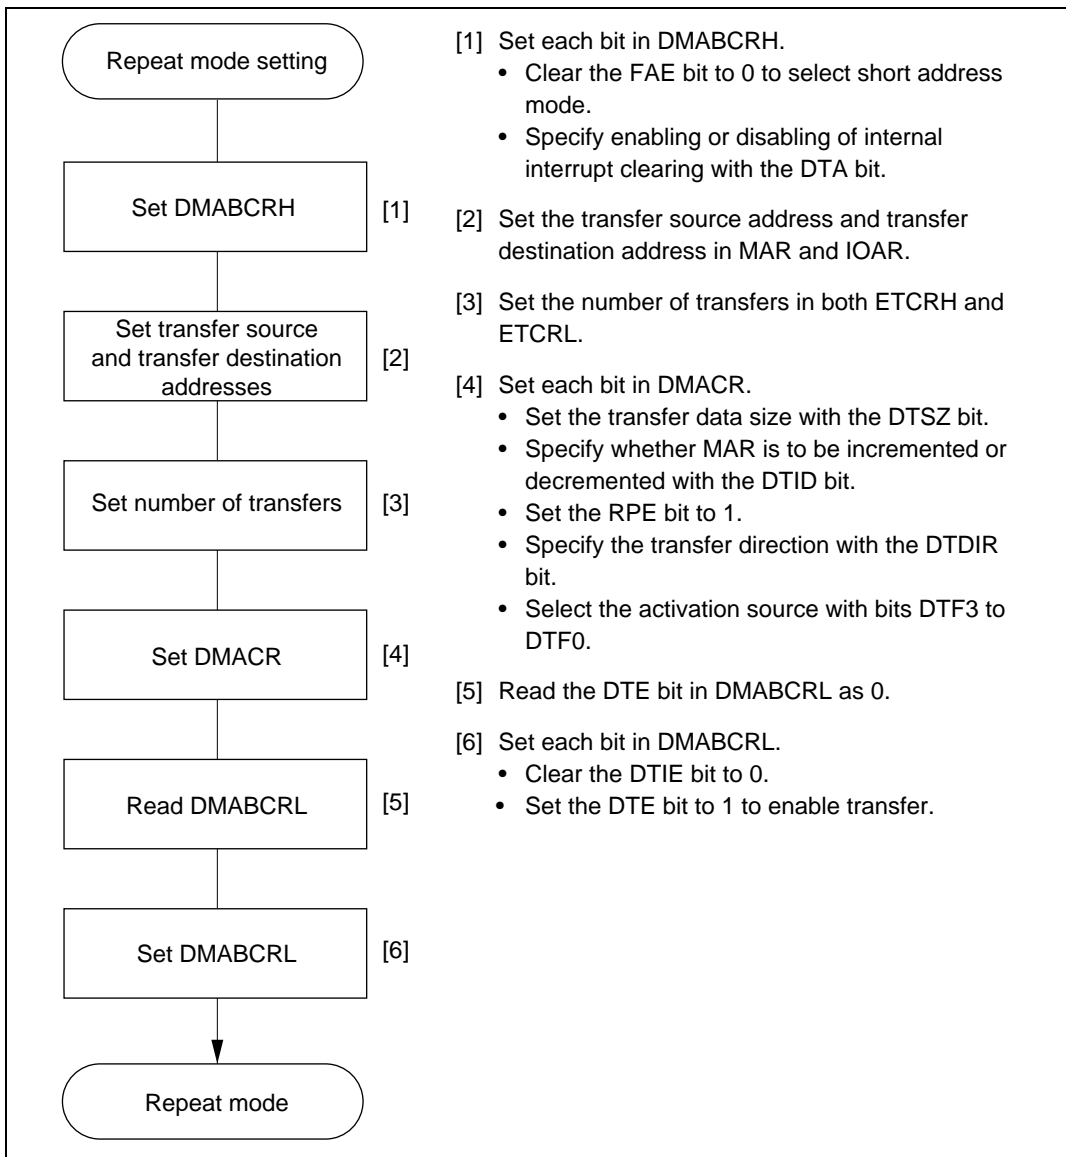 Repeat mode setting
Set DMABCRH [1]
Set transfer source
and transfer destination
addresses
[2]
Set number of transfers [3]
Set DMACR [4]
Read DMABCRL [5]
Set DMABCRL [6]
Repeat mode
[1] Set each bit in DMABCRH.
• Clear the FAE bit to 0 to select short address
mode.
• Specify enabling or disabling of internal
interrupt clearing with the DTA bit.
[2] Set the transfer source address and transfer
destination address in MAR and IOAR.
[3] Set the number of transfers in both ETCRH and
ETCRL.
[4] Set each bit in DMACR.
• Set the transfer data size with the DTSZ bit.
• Specify whether MAR is to be incremented or
decremented with the DTID bit.
• Set the RPE bit to 1.
• Specify the transfer direction with the DTDIR
bit.
• Select the activation source with bits DTF3 to
DTF0.
[5] Read the DTE bit in DMABCRL as 0.
[6] Set each bit in DMABCRL.
• Clear the DTIE bit to 0.
• Set the DTE bit to 1 to enable transfer.